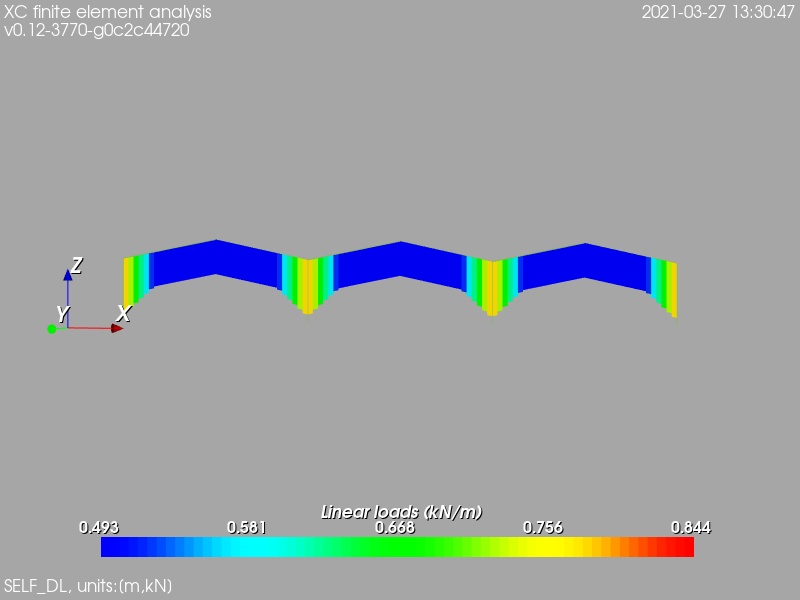 XC finite element analysis
v0.12-3770-g0c2c44720
2021-03-27 13:30:47
Z
Y
X
Linear loads (kN/m)
0.493 0.581 0.668 0.756 0.844
SELF_DL, units:[m,kN]